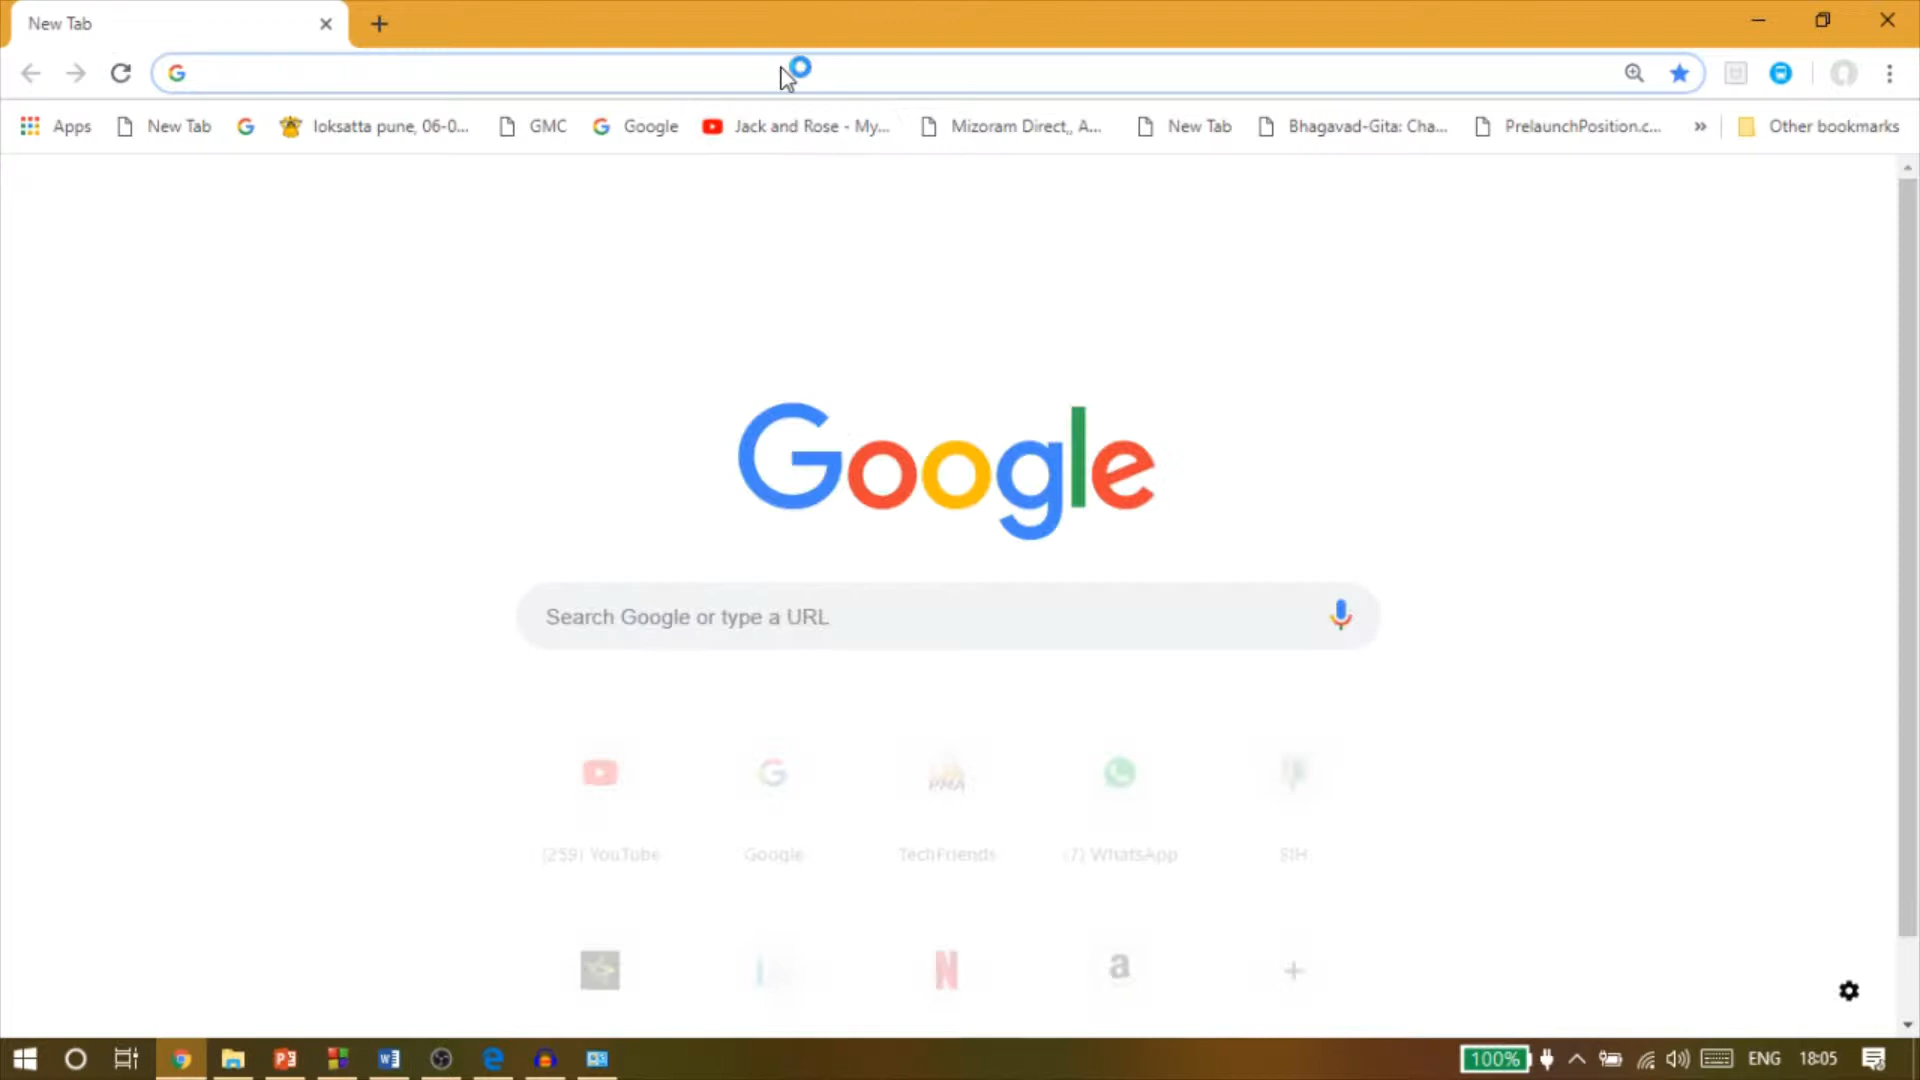 New Tab
Apps New Tab loksatta pune, 06-0... GMC Google Jack and Rose - My... Mizoram Direct,, A... New Tab Bhagavad-Gita: Cha... PrelaunchPosition.c... » Other bookmarks
Google
Search Google or type a URL
PMA
(259) YouTube Google TechFriends (7) WhatsApp SIH
100% ENG 18:05